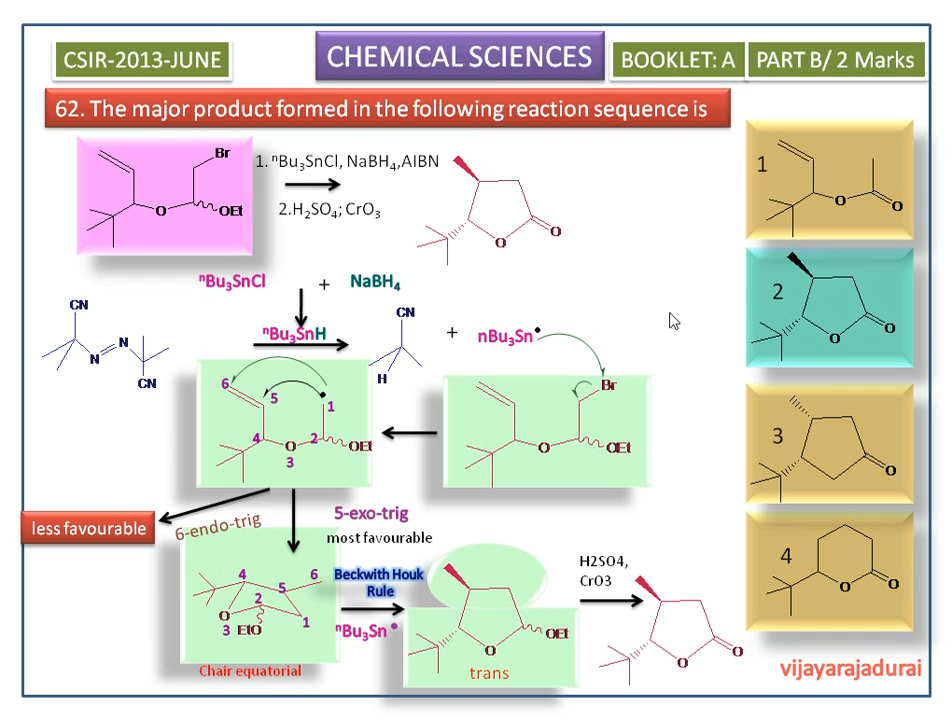 CSIR-2013-JUNE
CHEMICAL SCIENCES
BOOKLET: A
PART B/ 2 Marks
62. The major product formed in the following reaction sequence is
Br
O
OEt
1. ⁿBu₃SnCl, NaBH₄,AIBN
2.H₂SO₄; CrO₃
O
O
1
O
O
2
O
O
3
O
4
O
O
ⁿBu₃SnCl + NaBH₄
ⁿBu₃SnH
CN
N
N
CN
CN
H
+
nBu₃Sn•
6
5
1
4
O
2
OEt
3
Br
O
OEt
less favourable
6-endo-trig
5-exo-trig
most favourable
4
6
5
2
O
3
EtO
1
Chair equatorial
Beckwith Houk
Rule
ⁿBu₃Sn•
O
OEt
trans
H2SO4,
CrO3
O
O
vijayarajadurai